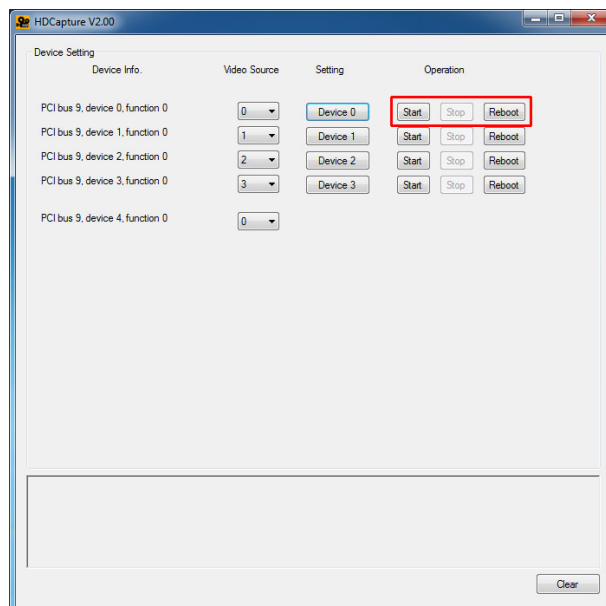 HDCapture V2.00
Device Setting
Device Info. Video Source Setting Operation
PCI bus 9, device 0, function 0 0 Device 0 Start Stop Reboot
PCI bus 9, device 1, function 0 1 Device 1 Start Stop Reboot
PCI bus 9, device 2, function 0 2 Device 2 Start Stop Reboot
PCI bus 9, device 3, function 0 3 Device 3 Start Stop Reboot
PCI bus 9, device 4, function 0 0
Clear